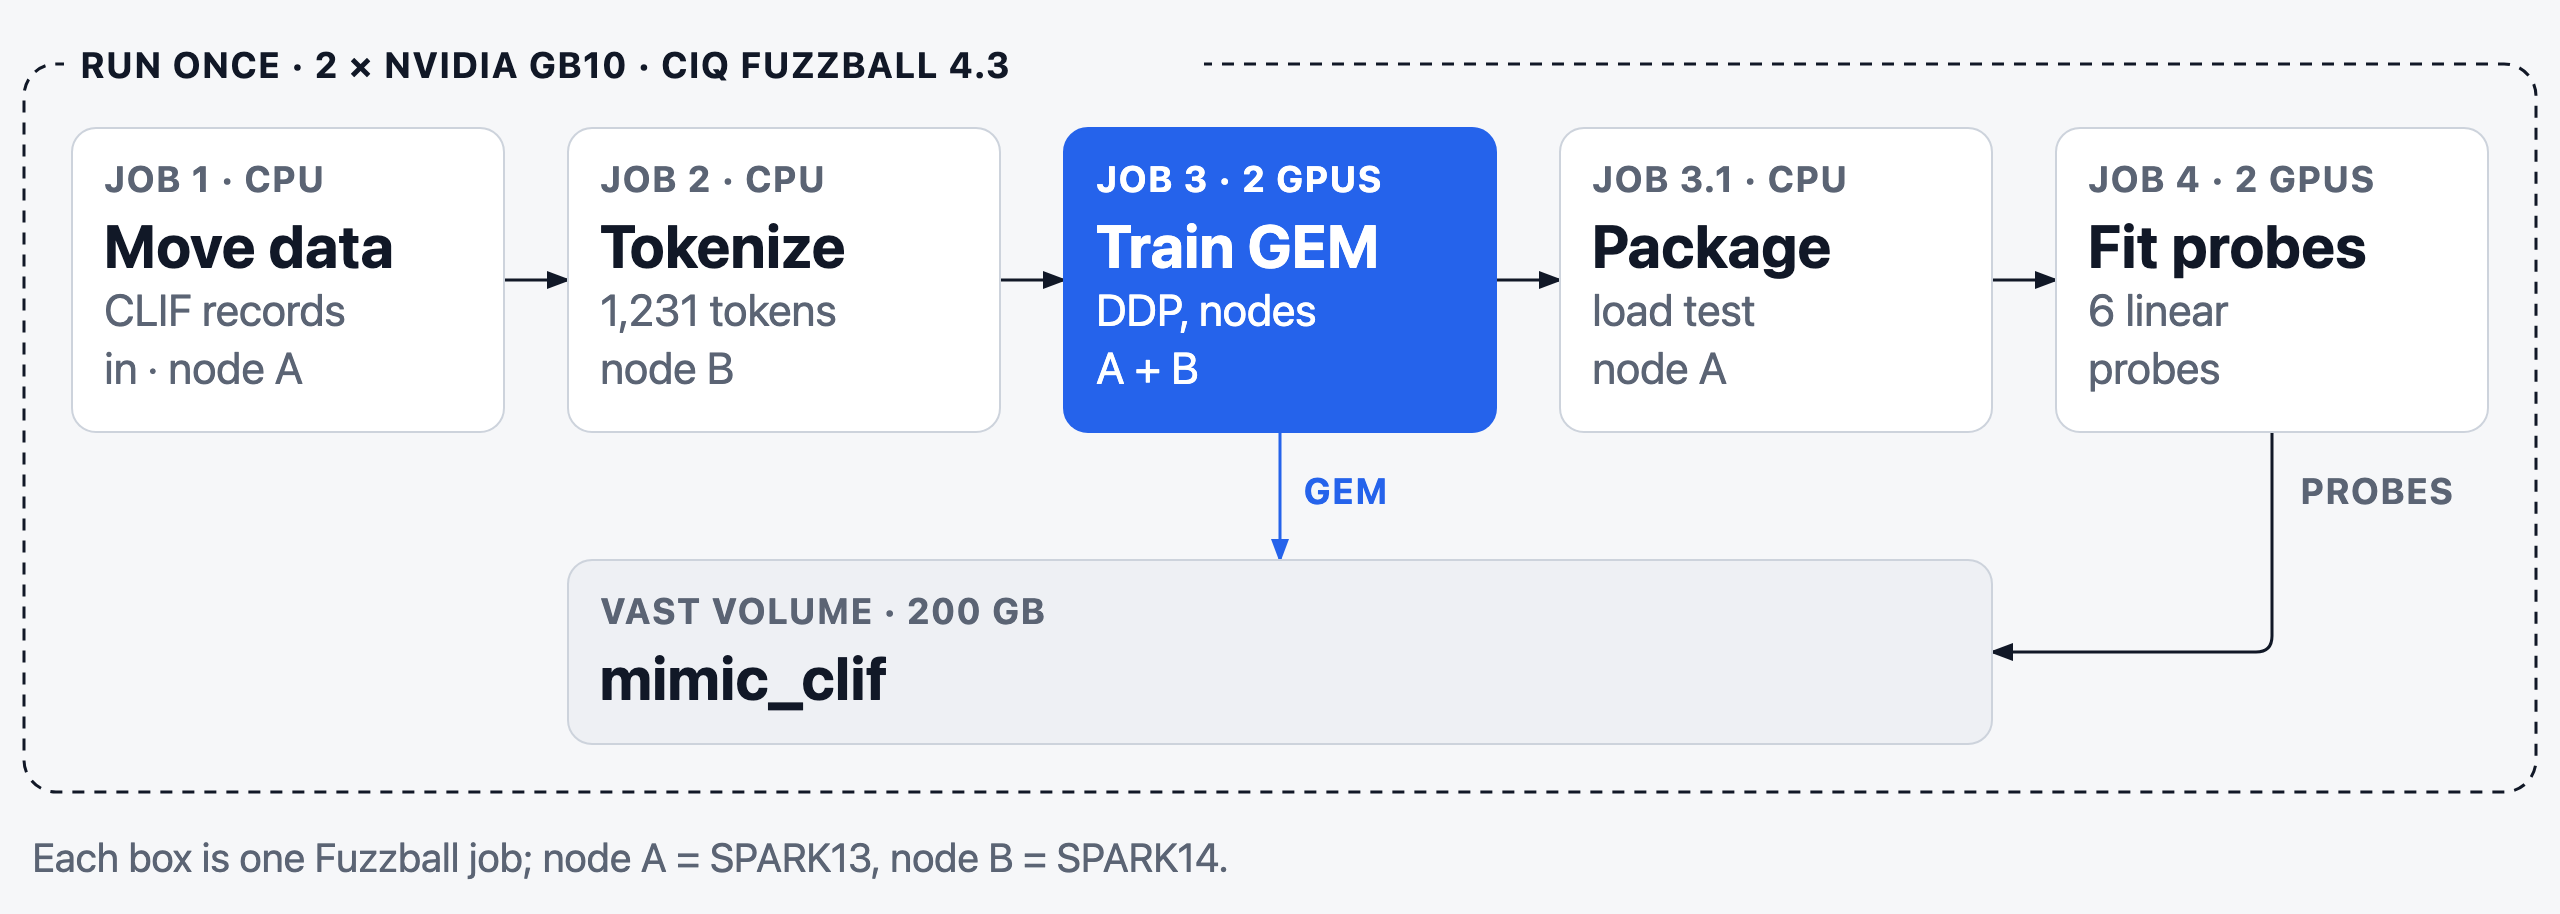 RUN ONCE · 2 × NVIDIA GB10 · CIQ FUZZBALL 4.3
JOB 1 · CPU
Move data
CLIF records
in · node A
JOB 2 · CPU
Tokenize
1,231 tokens
node B
JOB 3 · 2 GPUS
Train GEM
DDP, nodes
A + B
JOB 3.1 · CPU
Package
load test
node A
JOB 4 · 2 GPUS
Fit probes
6 linear
probes
GEM
PROBES
VAST VOLUME · 200 GB
mimic_clif
Each box is one Fuzzball job; node A = SPARK13, node B = SPARK14.